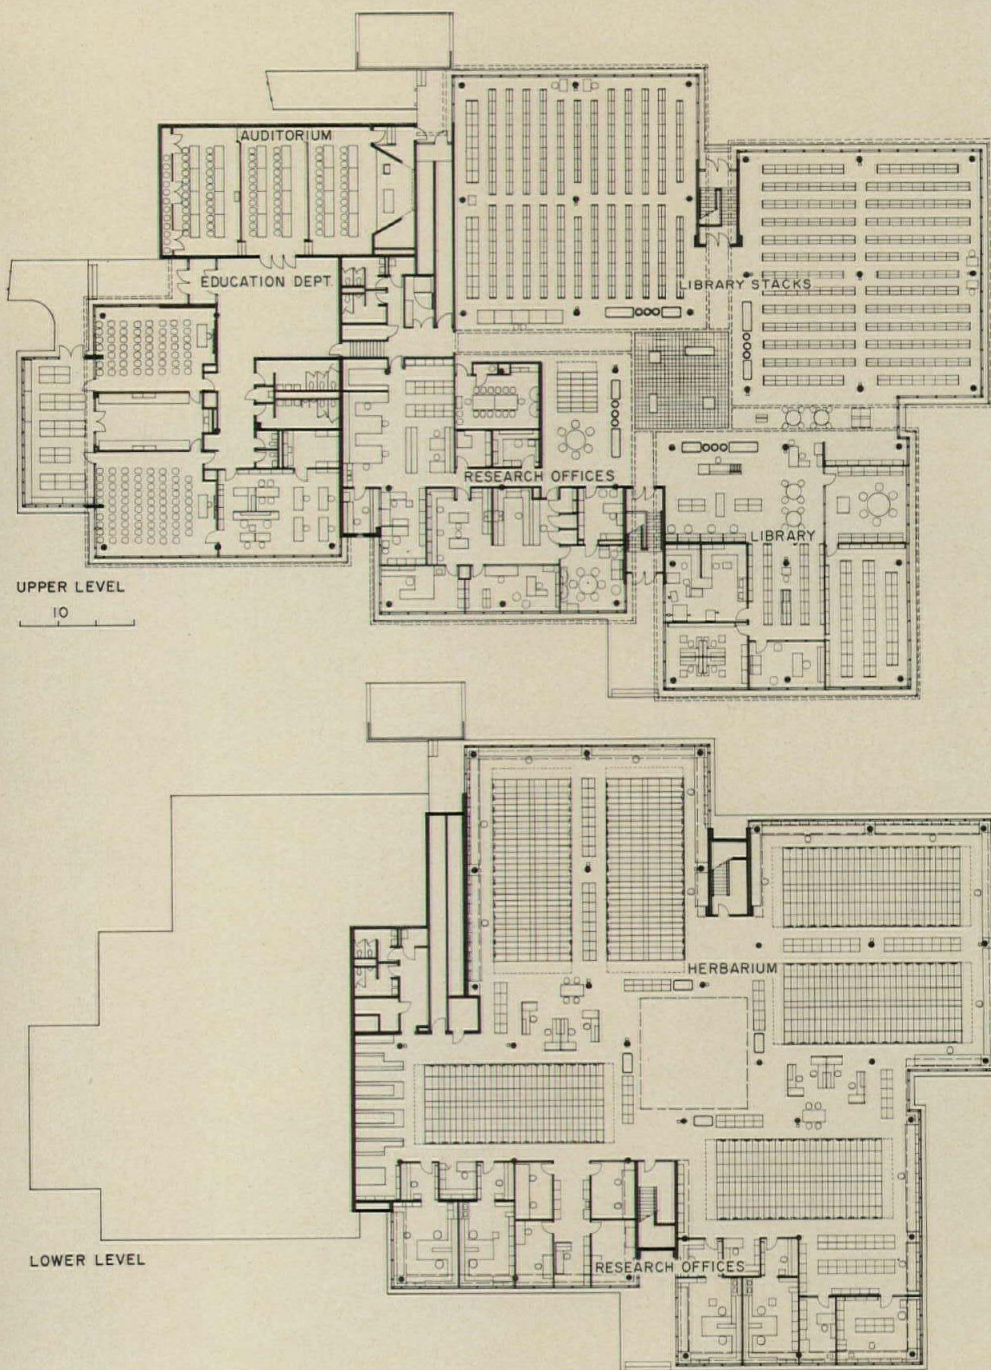 AUDITORIUM
EDUCATION DEPT.
LIBRARY STACKS
RESEARCH OFFICES
LIBRARY
UPPER LEVEL
10
HERBARIUM
RESEARCH OFFICES
LOWER LEVEL